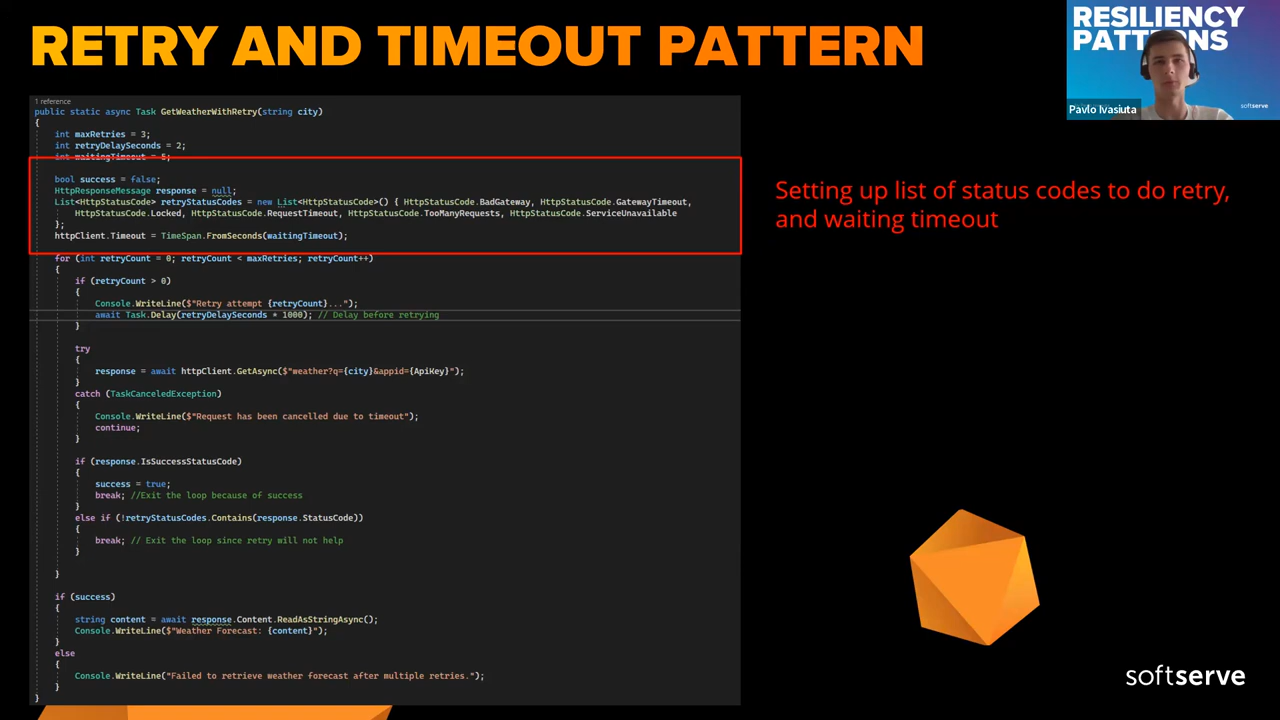 RETRY AND TIMEOUT PATTERN
RESILIENCY
PATTERNS
softserve
Pavlo Ivasiuta
1 reference
public static async Task GetWeatherWithRetry(string city)
{
int maxRetries = 3;
int retryDelaySeconds = 2;
int waitingTimeout = 5;
bool success = false;
HttpResponseMessage response = null;
List<HttpStatusCode> retryStatusCodes = new List<HttpStatusCode>() { HttpStatusCode.BadGateway, HttpStatusCode.GatewayTimeout,
HttpStatusCode.Locked, HttpStatusCode.RequestTimeout, HttpStatusCode.TooManyRequests, HttpStatusCode.ServiceUnavailable
};
httpClient.Timeout = TimeSpan.FromSeconds(waitingTimeout);
for (int retryCount = 0; retryCount < maxRetries; retryCount++)
{
if (retryCount > 0)
{
Console.WriteLine($"Retry attempt {retryCount}...");
await Task.Delay(retryDelaySeconds * 1000); // Delay before retrying
}
try
{
response = await httpClient.GetAsync($"weather?q={city}&appid={ApiKey}");
}
catch (TaskCanceledException)
{
Console.WriteLine($"Request has been cancelled due to timeout");
continue;
}
if (response.IsSuccessStatusCode)
{
success = true;
break; //Exit the loop because of success
}
else if (!retryStatusCodes.Contains(response.StatusCode))
{
break; // Exit the loop since retry will not help
}
}
if (success)
{
string content = await response.Content.ReadAsStringAsync();
Console.WriteLine($"Weather Forecast: {content}");
}
else
{
Console.WriteLine("Failed to retrieve weather forecast after multiple retries.");
}
}
Setting up list of status codes to do retry,
and waiting timeout
softserve